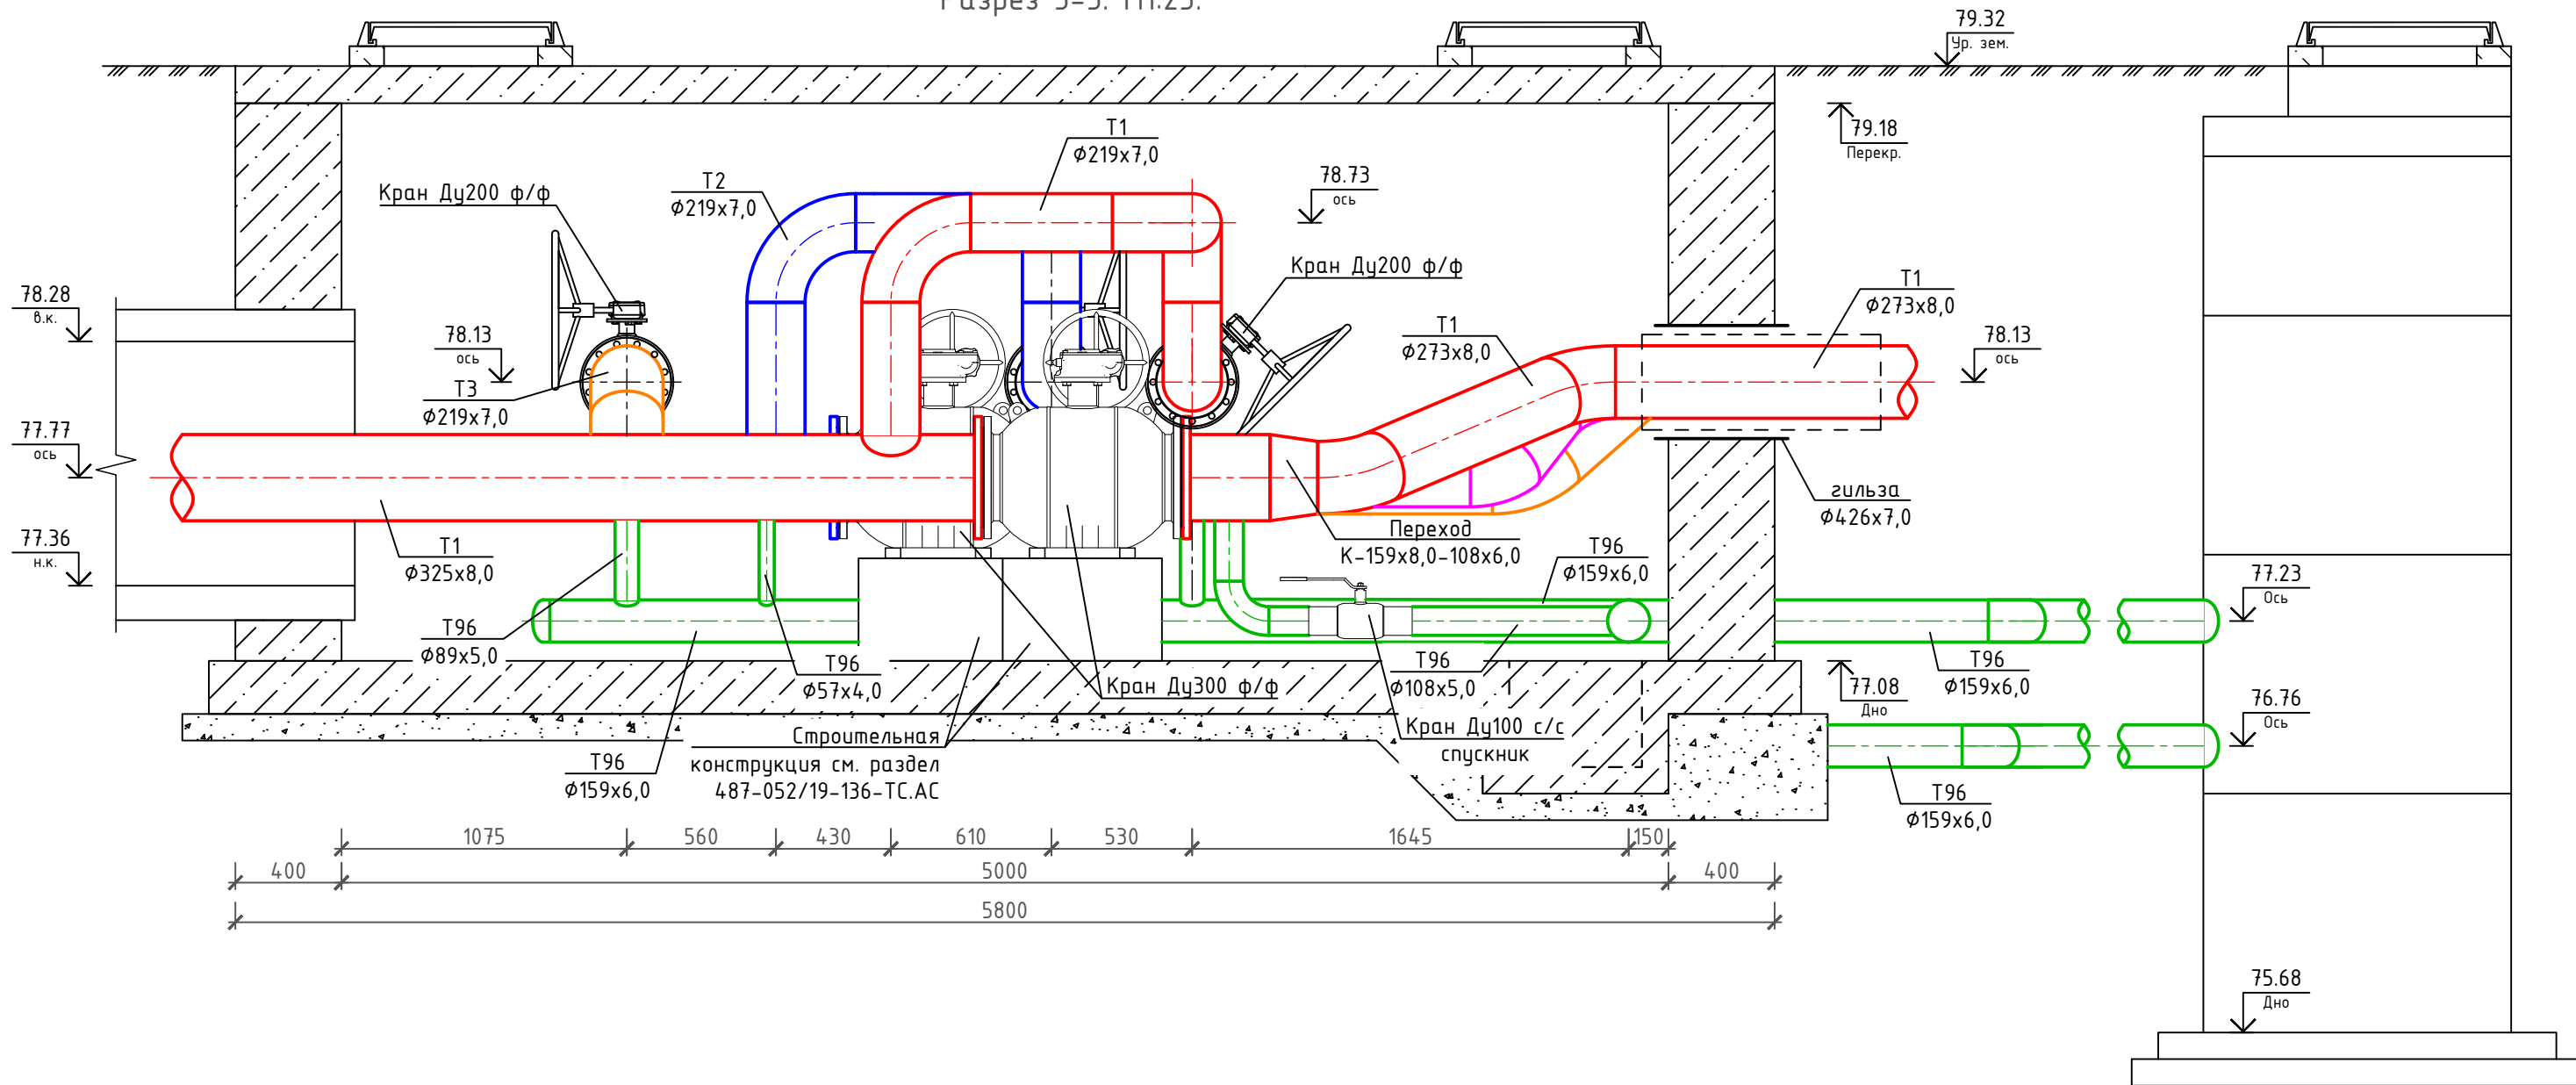 Разрез 5-5. ТП.25.
79.32
Ур. зем.
79.18
Перекр.
Т1
Ф219х7,0
Т2
Ф219х7,0
Кран Ду200 ф/ф
78.73
ось
Кран Ду200 ф/ф
Т1
Ф273х8,0
78.28
в.к.
78.13
ось
Т3
Ф219х7,0
Т1
Ф273х8,0
78.13
ось
77.77
ось
гильза
Ф426х7,0
77.36
н.к.
Т1
Ф325х8,0
Переход
К-159х8,0-108х6,0
Т96
Ф159х6,0
77.23
Ось
Т96
Ф89х5,0
Т96
Ф57х4,0
Кран Ду300 ф/ф
Т96
Ф108х5,0
77.08
Дно
Т96
Ф159х6,0
76.76
Ось
Строительная
конструкция см. раздел
487-052/19-136-ТС.АС
Кран Ду100 с/с
спускник
Т96
Ф159х6,0
Т96
Ф159х6,0
1075
560
430
610
530
1645
150
400
5000
400
5800
75.68
Дно